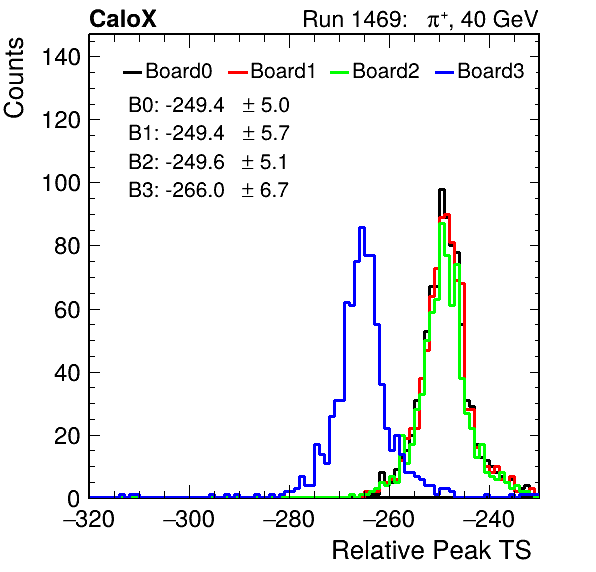 CaloX Run 1469: π+, 40 GeV
Counts
Board0 Board1 Board2 Board3
B0: -249.4 ± 5.0
B1: -249.4 ± 5.7
B2: -249.6 ± 5.1
B3: -266.0 ± 6.7
140
120
100
80
60
40
20
0
−320 −300 −280 −260 −240
Relative Peak TS